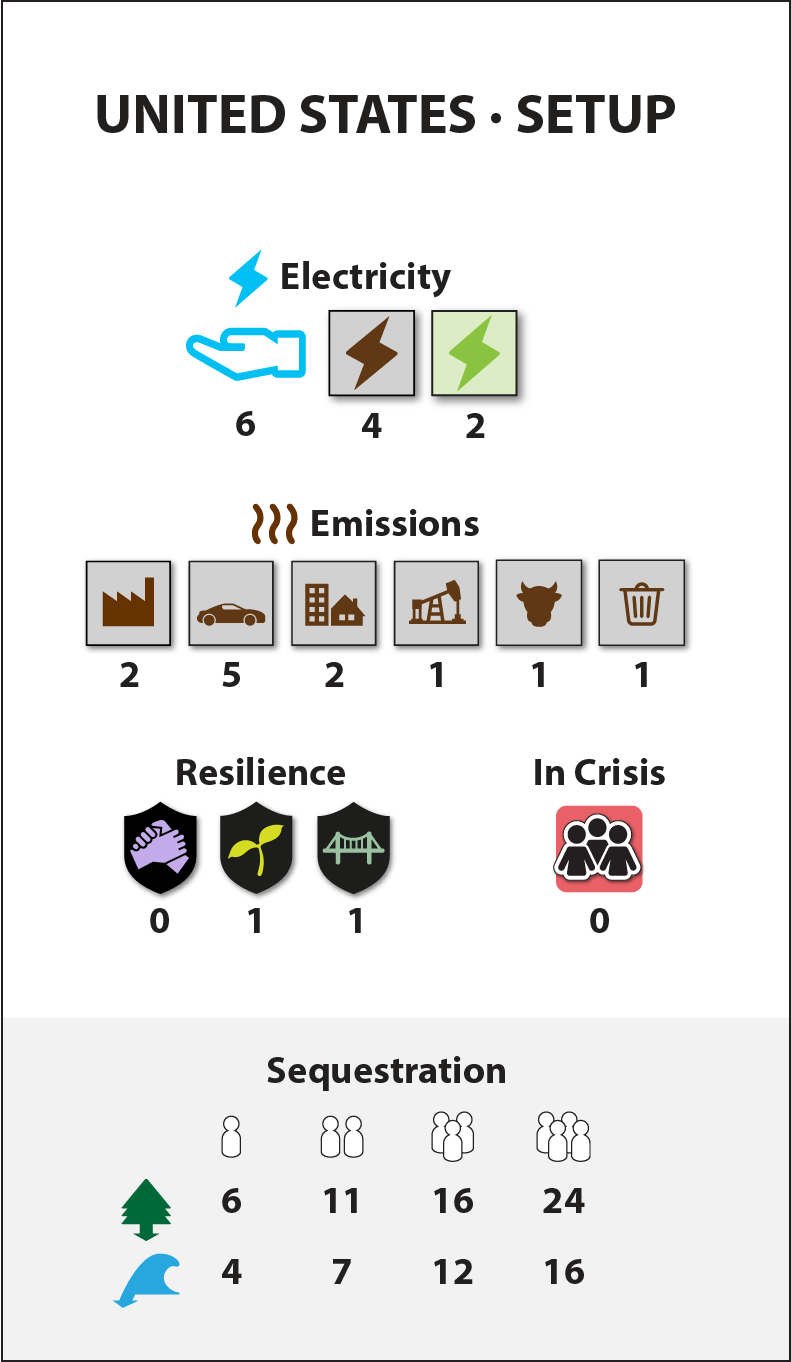 UNITED STATES • SETUP
Electricity
6 4 2
Emissions
2 5 2 1 1 1
Resilience In Crisis
0 1 1 0
Sequestration
6 11 16 24
4 7 12 16